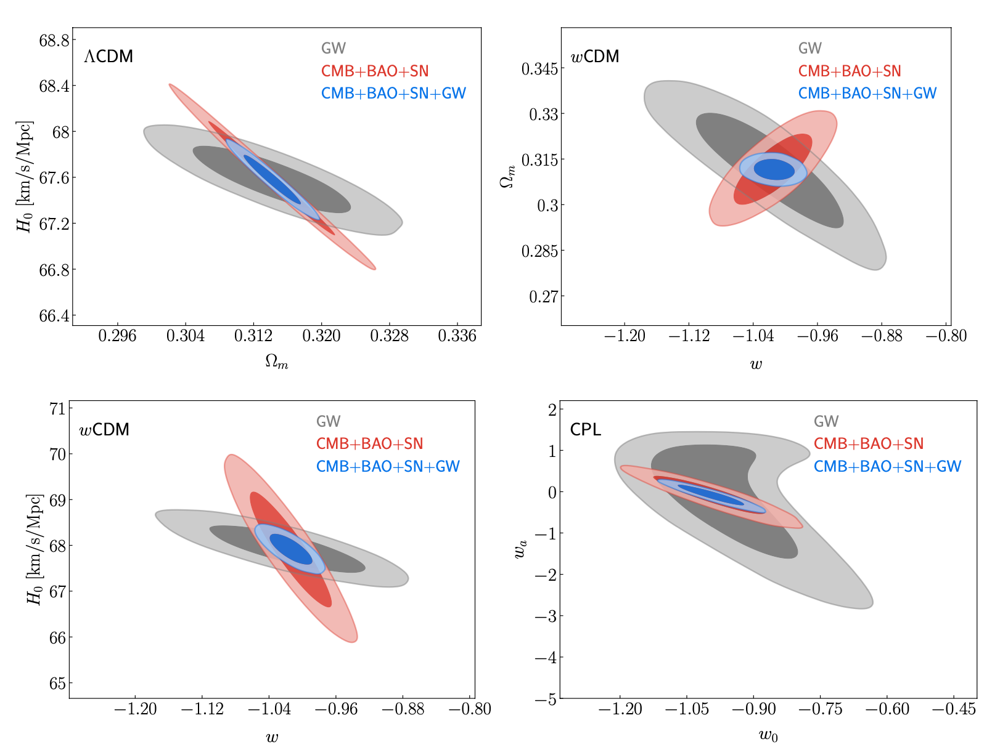 ΛCDM
GW
CMB+BAO+SN
CMB+BAO+SN+GW
68.8
68.4
68
67.6
67.2
66.8
66.4
H₀ [km/s/Mpc]
0.296 0.304 0.312 0.320 0.328 0.336
Ωₘ
wCDM
GW
CMB+BAO+SN
CMB+BAO+SN+GW
0.345
0.33
0.315
0.3
0.285
0.27
Ωₘ
−1.20 −1.12 −1.04 −0.96 −0.88 −0.80
w
wCDM
GW
CMB+BAO+SN
CMB+BAO+SN+GW
71
70
69
68
67
66
65
H₀ [km/s/Mpc]
−1.20 −1.12 −1.04 −0.96 −0.88 −0.80
w
CPL
GW
CMB+BAO+SN
CMB+BAO+SN+GW
2
1
0
−1
−2
−3
−4
−5
wₐ
−1.20 −1.05 −0.90 −0.75 −0.60 −0.45
w₀